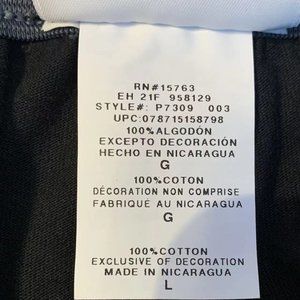 RN#15763
EH 21F 958129
STYLE#: P7309 003
UPC:078715158798
100%ALGODÓN
EXCEPTO DECORACIÓN
HECHO EN NICARAGUA
G
100%COTON
DÉCORATION NON COMPRISE
FABRIQUÉ AU NICARAGUA
G
100%COTTON
EXCLUSIVE OF DECORATION
MADE IN NICARAGUA
L